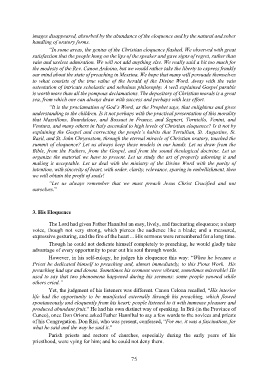 images disappeared, absorbed by the abundance of the eloquence and by the natural and sober
handling of oratory forms.
"In some areas, the genius of the Christian eloquence flashed. We observed with great
satisfaction that the people hung on the lips of the speaker and gave signs of regret, rather than
vain and useless admiration. We will not add anything else. We really said a bit too much for
the modesty of the Rev. Canon Ardoino, but we would rather take the liberty to express frankly
our mind about the state of preaching in Messina. We hope that many will persuade themselves
in what consists of the true value of the herald of the Divine Word. Away with the vain
ostentation of intricate scholastic and nebulous philosophy. A well explained Gospel parable
is worth more than all the pompous declamations. The depository of Christian morals is a great
sea, from which one can always draw with success and perhaps with less effort.
"It is the proclamation of God's Word, as the Prophet says, that enlightens and gives
understanding to the children. Is it not perhaps with the practical presentation of this morality
that Massillon, Bourdaloue, and Bossuet in France, and Segneri, Tornielo, Tonini, and
Ventura, and many others in Italy ascended to high levels of Christian eloquence? Is it not by
explaining the Gospel and correcting the people's habits that Tertullian, St. Augustine, St.
Basil, and St. John Chrysostom, through the eternal miracle of Christian oratory, touched the
summit of eloquence? Let us always keep these models in our hands. Let us draw from the
Bible, from the Fathers, from the Gospel, and from the sound theological doctrine. Let us
organize the material we have to process. Let us study the art of properly adorning it and
making it acceptable. Let us deal with the ministry of the Divine Word with the purity of
intention, with sincerity of heart, with order, clarity, relevance, sparing in embellishment, then
we will obtain the profit of souls!
"Let us always remember that we must preach Jesus Christ Crucified and not
ourselves."
3. His Eloquence
The Lord had given Father Hannibal an easy, lively, and fascinating eloquence; a sleep
voice, though not very strong, which pierces the audience like a blade; and a measured,
expressive gesturing, and the fire of the heart... His sermons were remembered for a long time.
Though he could not dedicate himself completely to preaching, he would gladly take
advantage of every opportunity to pour out his soul through words.
However, in his self-eulogy, he judges his eloquence this way: "When he became a
Priest he dedicated himself to preaching and, almost immediately, to this Pious Work. His
preaching had ups and downs. Sometimes his sermons were vibrant, sometimes miserable! He
used to say that two phenomena happened during his sermons: some people yawned while
others cried."
Yet, the judgment of his listeners was different. Canon Celona recalled, "His interior
life had the opportunity to be manifested externally through his preaching, which flowed
spontaneously and eloquently from his heart; people listened to it with immense pleasure and
produced abundant fruit." He had his own distinct way of speaking. In Brà (in the Province of
Cuneo), once Don Orione asked Father Hannibal to say a few words to the novices and priests
of his Congregation. Don Risi, who was present, confessed, "For me, it was a fascination, for
what he said and the way he said it."
Parish priests and rectors of churches, especially during the early years of his
priesthood, were vying for him; and he could not deny them.
75